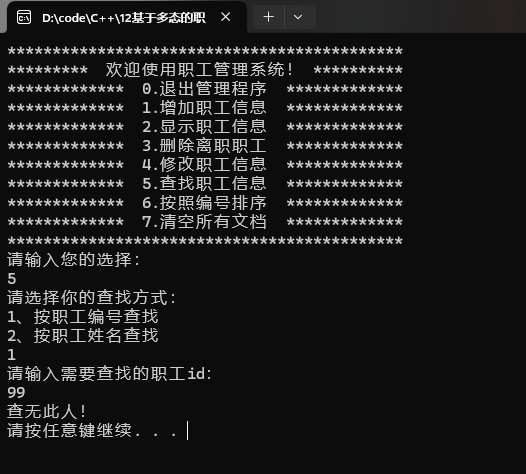 D:\code\C++\12基于多态的职
********************************************
********* 欢迎使用职工管理系统! **********
************* 0.退出管理程序 *************
************* 1.增加职工信息 *************
************* 2.显示职工信息 *************
************* 3.删除离职职工 *************
************* 4.修改职工信息 *************
************* 5.查找职工信息 *************
************* 6.按照编号排序 *************
************* 7.清空所有文档 *************
********************************************
请输入您的选择:
5
请选择你的查找方式:
1、按职工编号查找
2、按职工姓名查找
1
请输入需要查找的职工id:
99
查无此人!
请按任意键继续. . .